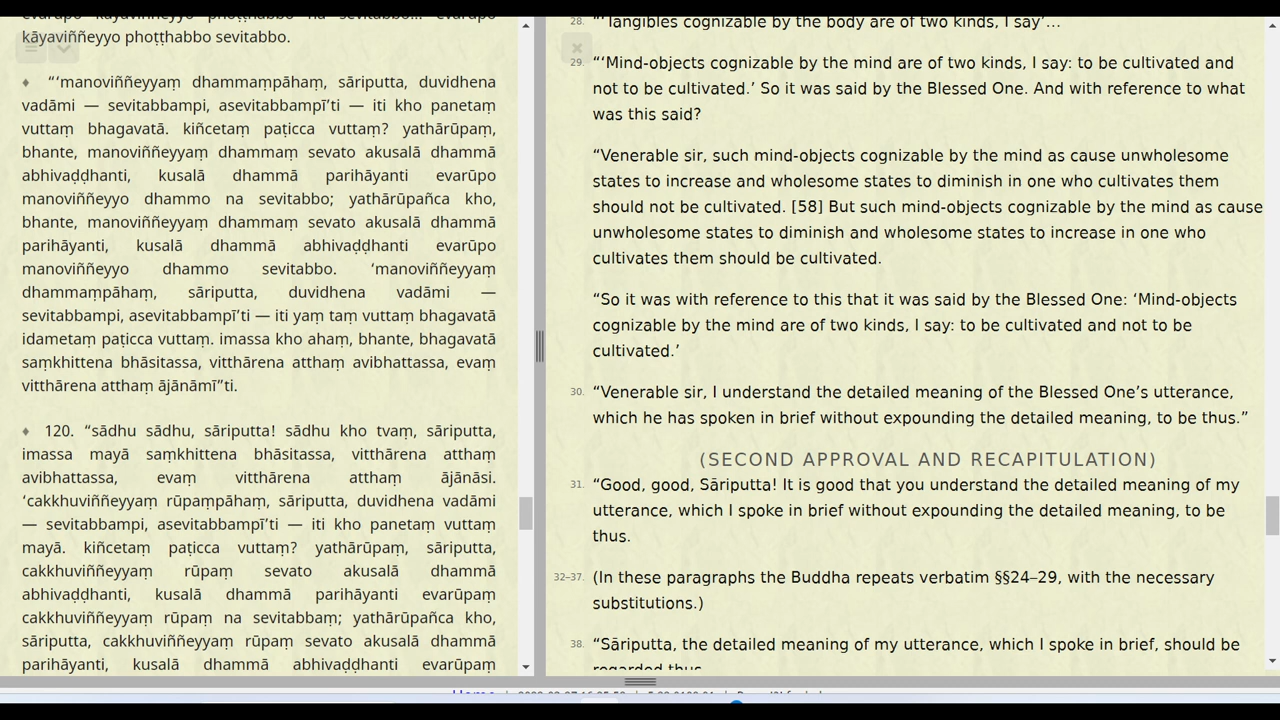 kāyaviññeyyo phoṭṭhabbo sevitabbo.
♦ “‘manoviññeyyaṃ dhammaṃpāhaṃ, sāriputta, duvidhena
vadāmi — sevitabbampi, asevitabbampī’ti — iti kho panetaṃ
vuttaṃ bhagavatā. kiñcetaṃ paṭicca vuttaṃ? yathārūpaṃ,
bhante, manoviññeyyaṃ dhammaṃ sevato akusalā dhammā
abhivaḍḍhanti, kusalā dhammā parihāyanti evarūpo
manoviññeyyo dhammo na sevitabbo; yathārūpañca kho,
bhante, manoviññeyyaṃ dhammaṃ sevato akusalā dhammā
parihāyanti, kusalā dhammā abhivaḍḍhanti evarūpo
manoviññeyyo dhammo sevitabbo. ‘manoviññeyyaṃ
dhammaṃpāhaṃ, sāriputta, duvidhena vadāmi —
sevitabbampi, asevitabbampī’ti — iti yaṃ taṃ vuttaṃ bhagavatā
idametaṃ paṭicca vuttaṃ. imassa kho ahaṃ, bhante, bhagavatā
saṃkhittena bhāsitassa, vitthārena atthaṃ avibhattassa, evaṃ
vitthārena atthaṃ ājānāmī”ti.
♦ 120. “sādhu sādhu, sāriputta! sādhu kho tvaṃ, sāriputta,
imassa mayā saṃkhittena bhāsitassa, vitthārena atthaṃ
avibhattassa, evaṃ vitthārena atthaṃ ājānāsi.
‘cakkhuviññeyyaṃ rūpaṃpāhaṃ, sāriputta, duvidhena vadāmi
— sevitabbampi, asevitabbampī’ti — iti kho panetaṃ vuttaṃ
mayā. kiñcetaṃ paṭicca vuttaṃ? yathārūpaṃ, sāriputta,
cakkhuviññeyyaṃ rūpaṃ sevato akusalā dhammā
abhivaḍḍhanti, kusalā dhammā parihāyanti evarūpaṃ
cakkhuviññeyyaṃ rūpaṃ na sevitabbaṃ; yathārūpañca kho,
sāriputta, cakkhuviññeyyaṃ rūpaṃ sevato akusalā dhammā
parihāyanti, kusalā dhammā abhivaḍḍhanti evarūpaṃ
28. “‘Tangibles cognizable by the body are of two kinds, I say’…
29. “‘Mind-objects cognizable by the mind are of two kinds, I say: to be cultivated and
not to be cultivated.’ So it was said by the Blessed One. And with reference to what
was this said?
“Venerable sir, such mind-objects cognizable by the mind as cause unwholesome
states to increase and wholesome states to diminish in one who cultivates them
should not be cultivated. [58] But such mind-objects cognizable by the mind as cause
unwholesome states to diminish and wholesome states to increase in one who
cultivates them should be cultivated.
“So it was with reference to this that it was said by the Blessed One: ‘Mind-objects
cognizable by the mind are of two kinds, I say: to be cultivated and not to be
cultivated.’
30. “Venerable sir, I understand the detailed meaning of the Blessed One’s utterance,
which he has spoken in brief without expounding the detailed meaning, to be thus.”
(SECOND APPROVAL AND RECAPITULATION)
31. “Good, good, Sāriputta! It is good that you understand the detailed meaning of my
utterance, which I spoke in brief without expounding the detailed meaning, to be
thus.
32–37. (In these paragraphs the Buddha repeats verbatim §§24–29, with the necessary
substitutions.)
38. “Sāriputta, the detailed meaning of my utterance, which I spoke in brief, should be
regarded thus